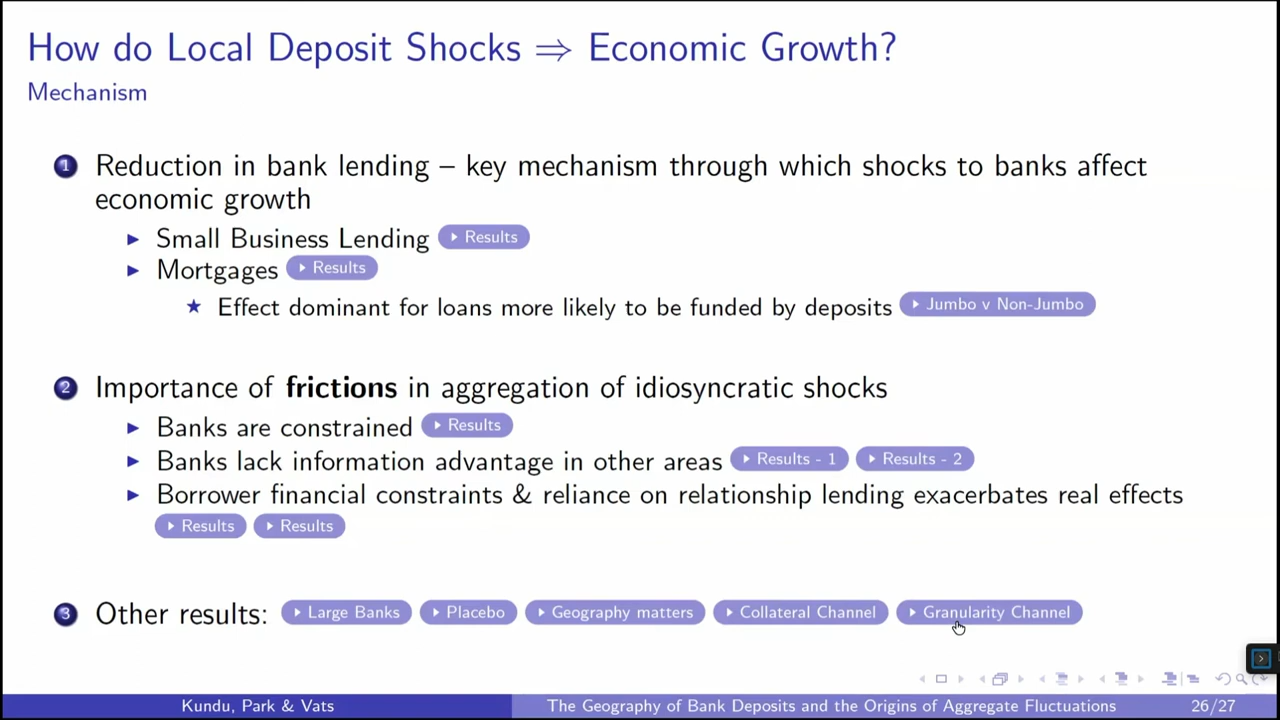 How do Local Deposit Shocks ⇒ Economic Growth?
Mechanism
1 Reduction in bank lending – key mechanism through which shocks to banks affect
economic growth
Small Business Lending Results
Mortgages Results
Effect dominant for loans more likely to be funded by deposits Jumbo v Non-Jumbo
2 Importance of frictions in aggregation of idiosyncratic shocks
Banks are constrained Results
Banks lack information advantage in other areas Results - 1 Results - 2
Borrower financial constraints & reliance on relationship lending exacerbates real effects
Results Results
3 Other results: Large Banks Placebo Geography matters Collateral Channel Granularity Channel
Kundu, Park & Vats The Geography of Bank Deposits and the Origins of Aggregate Fluctuations 26/27